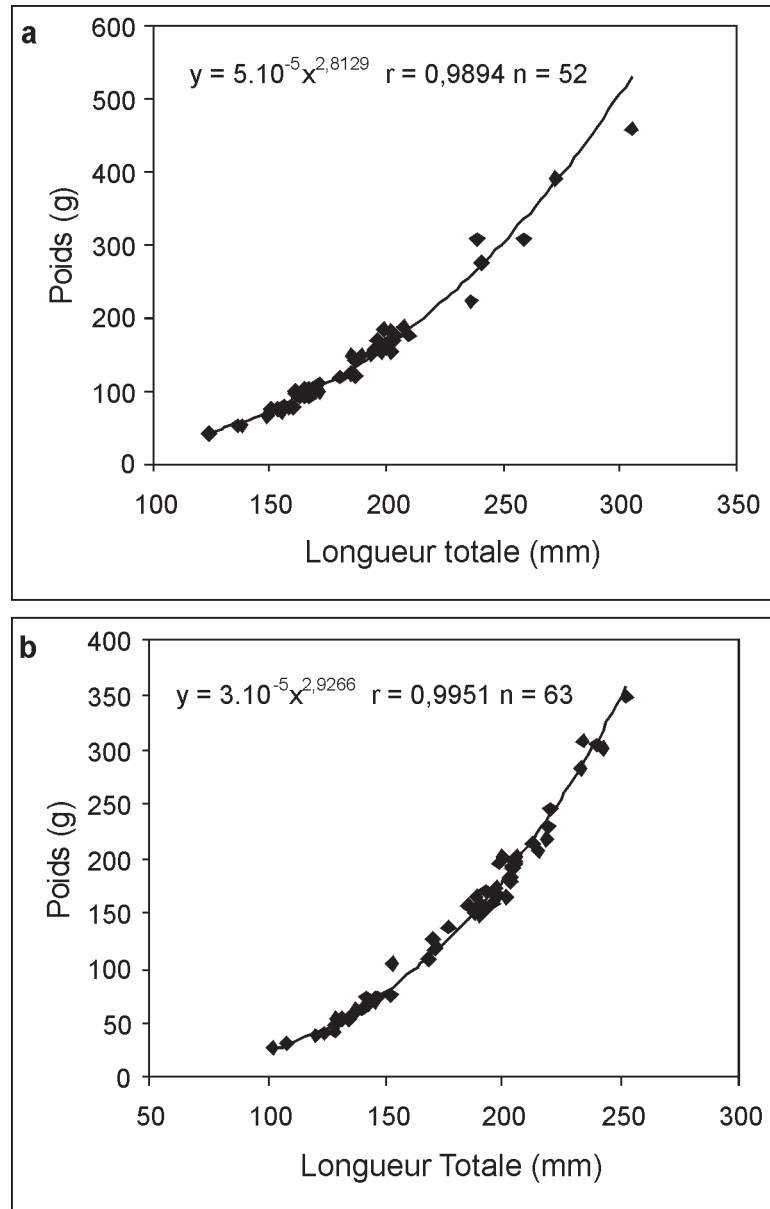 a
y = 5.10⁻⁵x²,⁸¹²⁹ r = 0,9894 n = 52
Poids (g)
600
500
400
300
200
100
0
100 150 200 250 300 350
Longueur totale (mm)
b
y = 3.10⁻⁵x²,⁹²⁶⁶ r = 0,9951 n = 63
Poids (g)
400
350
300
250
200
150
100
50
0
50 100 150 200 250 300
Longueur Totale (mm)